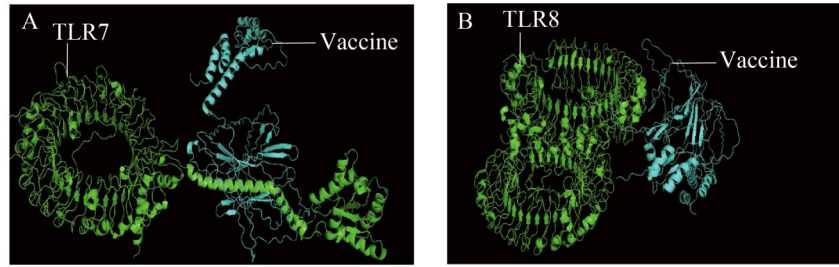 A
TLR7
Vaccine
B
TLR8
Vaccine